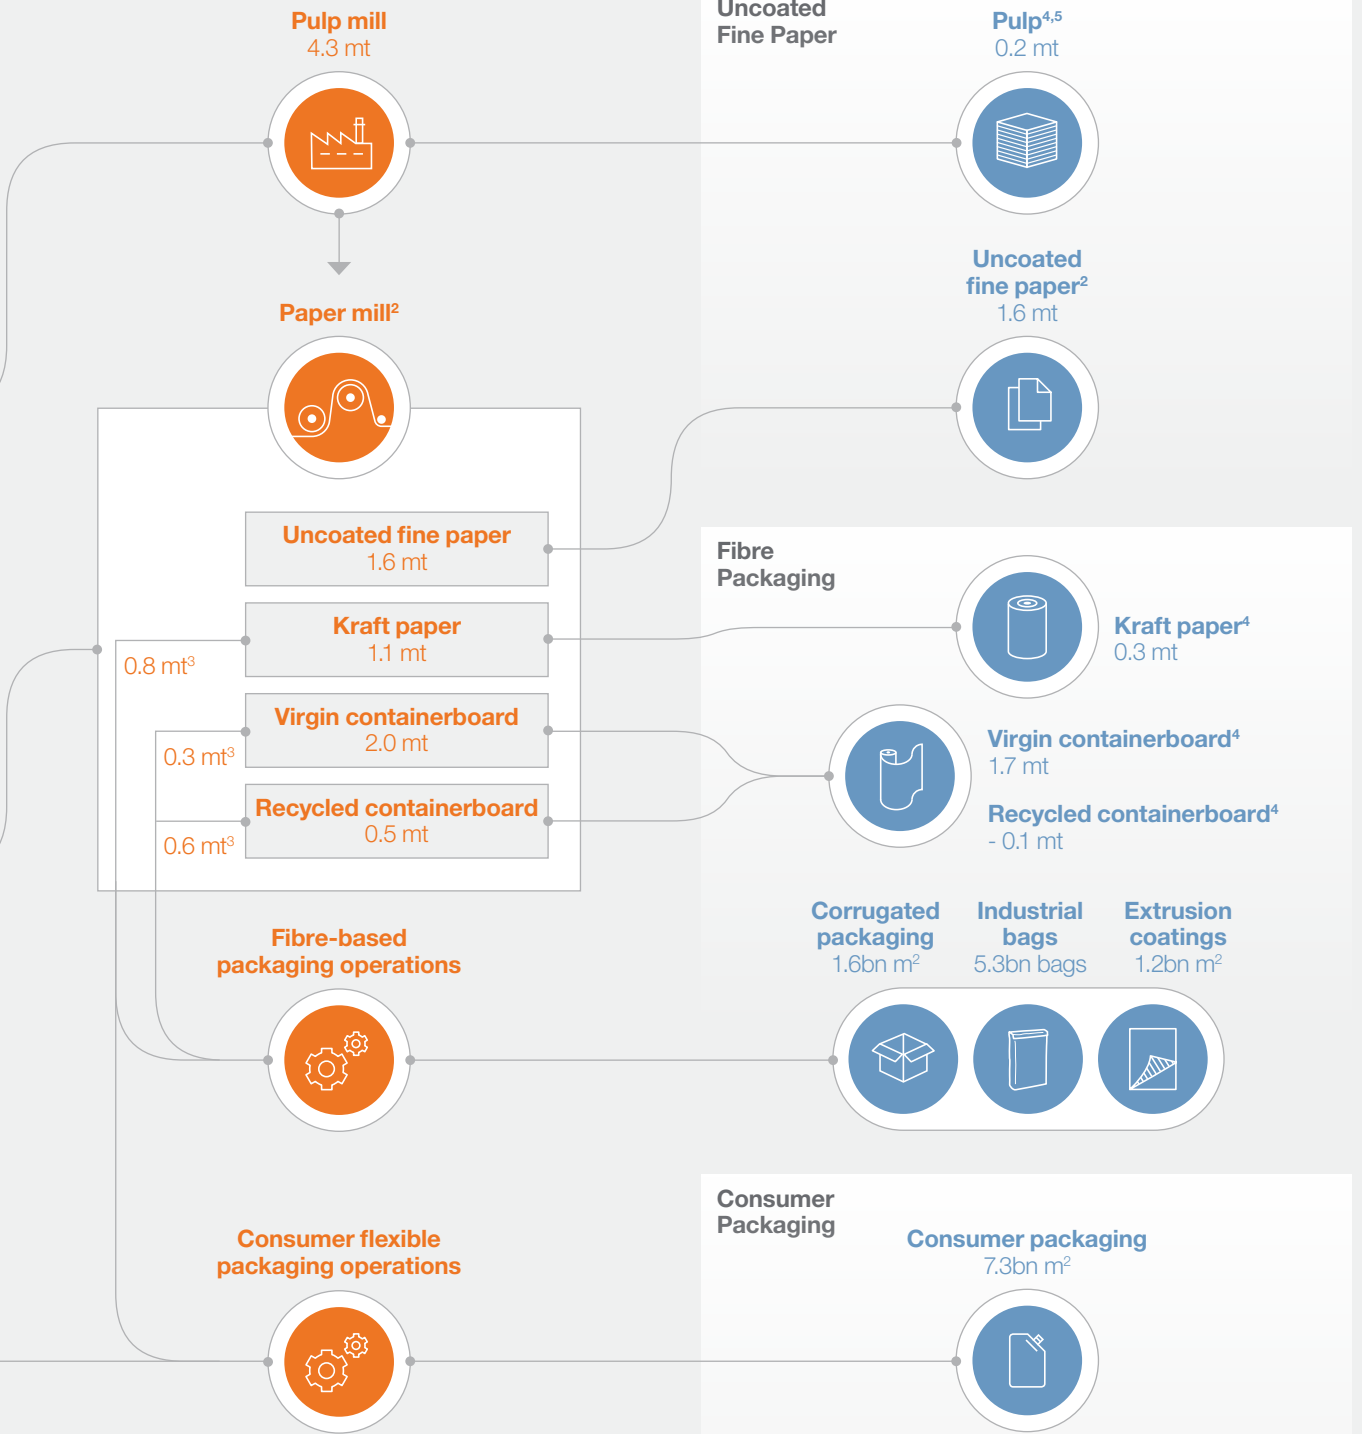 Pulp mill
4.3 mt
Paper mill²
Uncoated fine paper
1.6 mt
Kraft paper
1.1 mt
0.8 mt³
Virgin containerboard
2.0 mt
0.3 mt³
Recycled containerboard
0.5 mt
0.6 mt³
Fibre-based
packaging operations
Consumer flexible
packaging operations
Uncoated
Fine Paper
Pulp⁴,⁵
0.2 mt
Uncoated
fine paper²
1.6 mt
Fibre
Packaging
Kraft paper⁴
0.3 mt
Virgin containerboard⁴
1.7 mt
Recycled containerboard⁴
- 0.1 mt
Corrugated
packaging
1.6bn m²
Industrial
bags
5.3bn bags
Extrusion
coatings
1.2bn m²
Consumer
Packaging
Consumer packaging
7.3bn m²